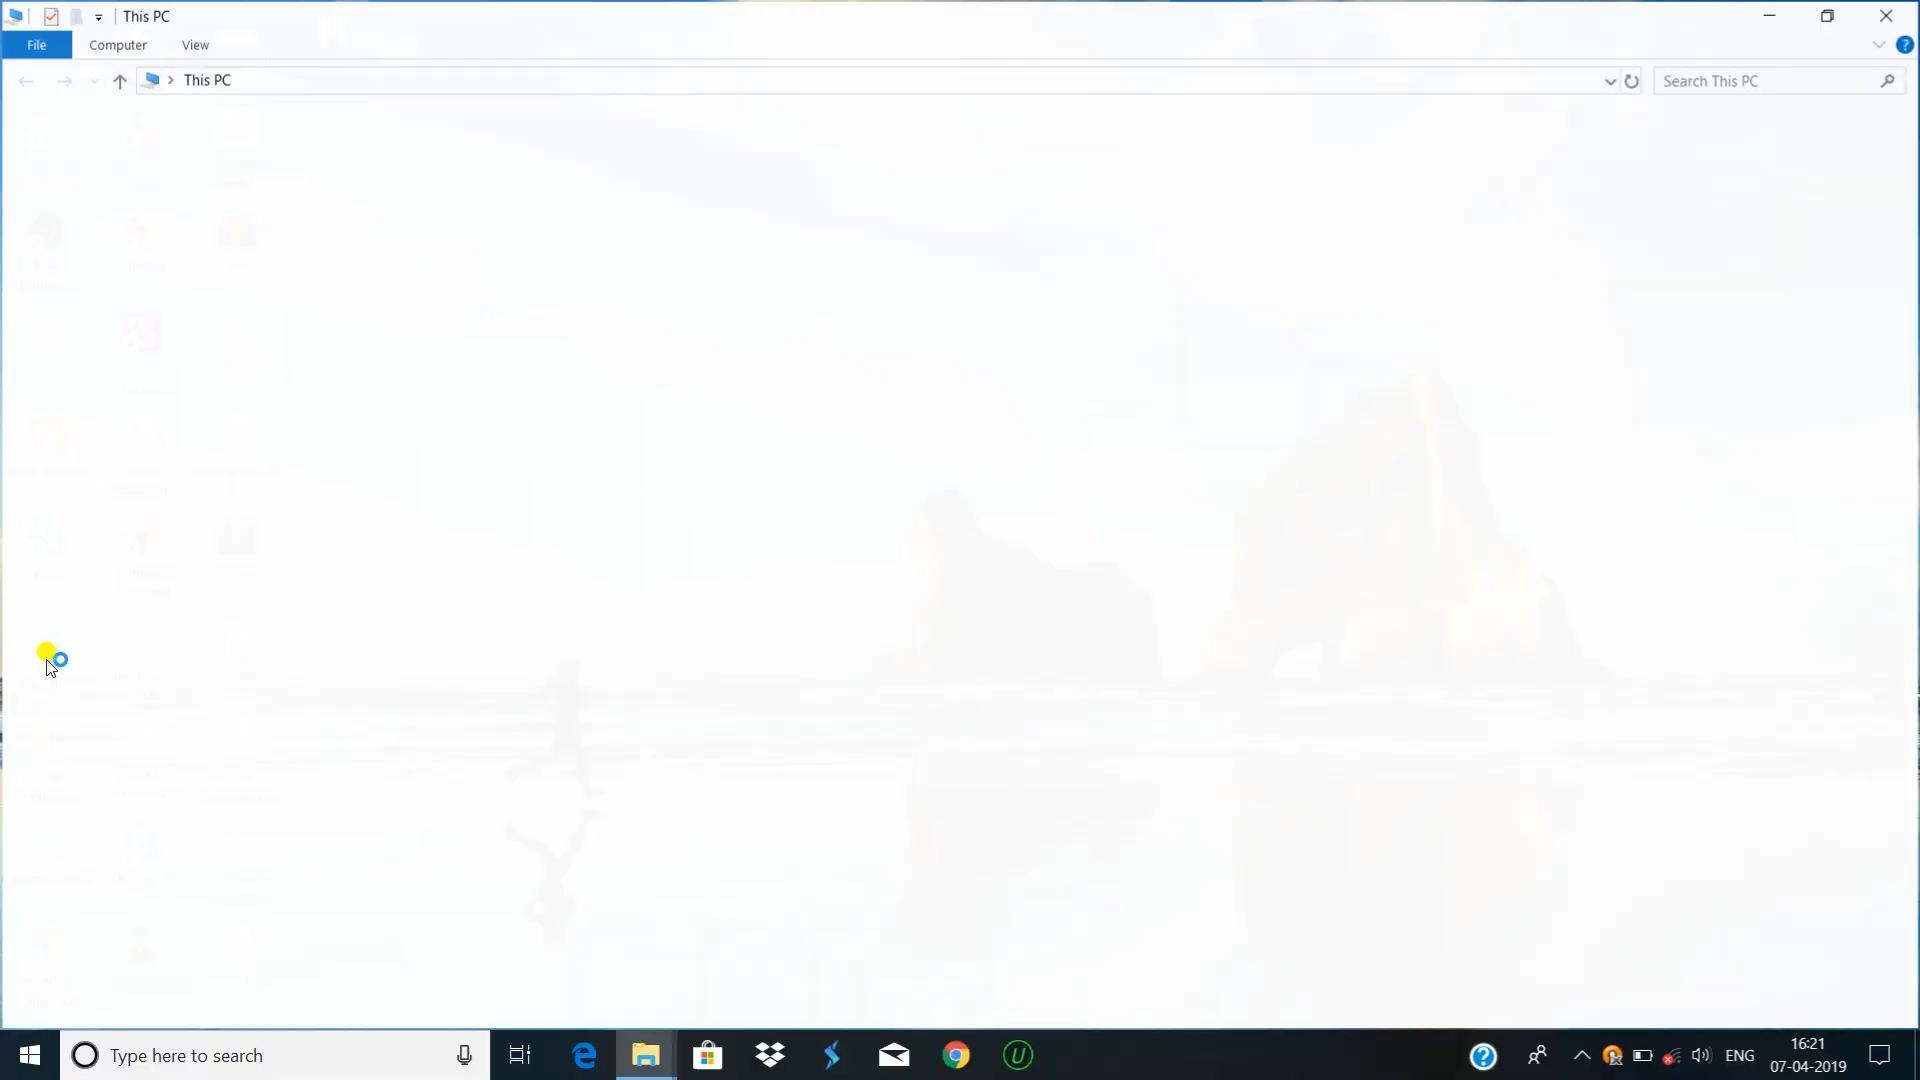 This PC
File
Computer
View
This PC
Search This PC
Type here to search
ENG
16:21
07-04-2019